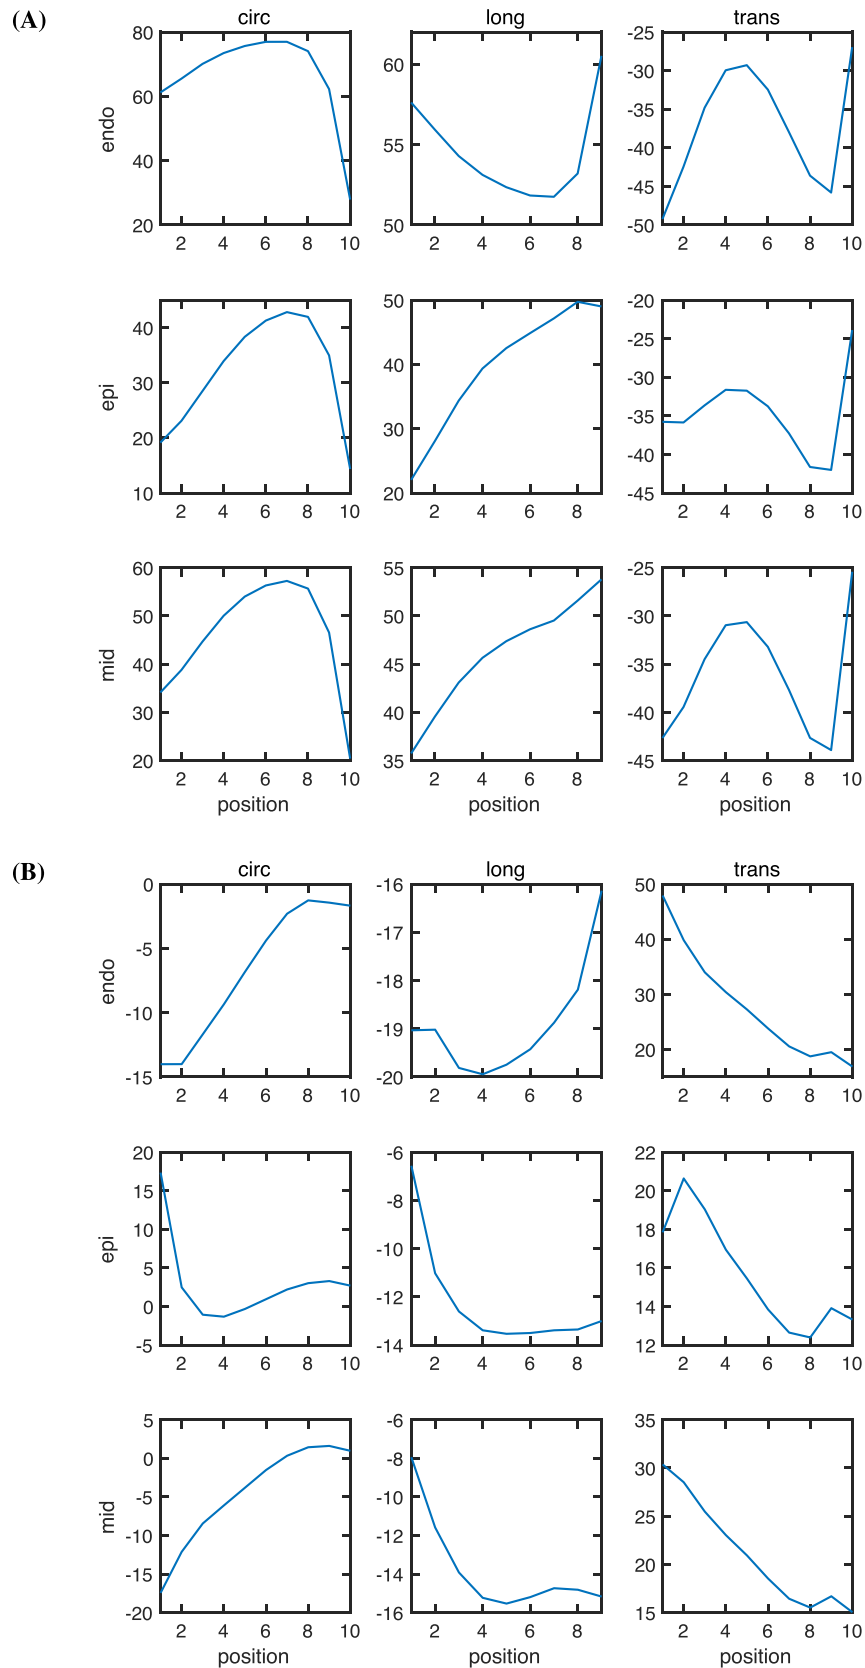 (A)
circ long trans
endo
80 60 40 20
2 4 6 8 10
60 55 50
2 4 6 8
-25 -30 -35 -40 -45 -50
2 4 6 8 10
epi
40 30 20 10
2 4 6 8 10
50 40 30 20
2 4 6 8
-20 -25 -30 -35 -40 -45
2 4 6 8 10
mid
60 50 40 30 20
2 4 6 8 10
position
55 50 45 40 35
2 4 6 8
position
-25 -30 -35 -40 -45
2 4 6 8 10
position
(B)
circ long trans
endo
0 -5 -10 -15
2 4 6 8 10
-16 -17 -18 -19 -20
2 4 6 8
50 40 30 20
2 4 6 8 10
epi
20 15 10 5 0 -5
2 4 6 8 10
-6 -8 -10 -12 -14
2 4 6 8
22 20 18 16 14 12
2 4 6 8 10
mid
5 0 -5 -10 -15 -20
2 4 6 8 10
position
-6 -8 -10 -12 -14 -16
2 4 6 8
position
35 30 25 20 15
2 4 6 8 10
position